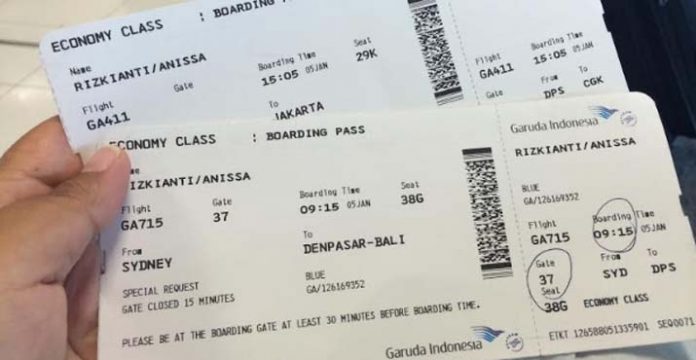 ECONOMY CLASS : BOARDING
Name
RIZKIANTI/ANISSA
Flight Gate Boarding Time Seat
GA411 15:05 05JAN 29K
To
JAKARTA
Flight Boarding Time
GA411 15:05 05JAN
Gate From To
DPS CGK
ECONOMY CLASS : BOARDING PASS
RIZKIANTI/ANISSA
Flight Gate Boarding Time Seat
GA715 37 09:15 05JAN 38G
From To
SYDNEY DENPASAR-BALI
SPECIAL REQUEST BLUE
GATE CLOSED 15 MINUTES GA/126169352
PLEASE BE AT THE BOARDING GATE AT LEAST 30 MINUTES BEFORE BOARDING TIME.
Garuda Indonesia
Garuda Indonesia
RIZKIANTI/ANISSA
BLUE
GA/126169352
Flight Boarding Time
GA715 09:15 05JAN
Gate From To
37 SYD DPS
Seat
38G ECONOMY CLASS
ETKT 1265880513359O1 SEQ0071